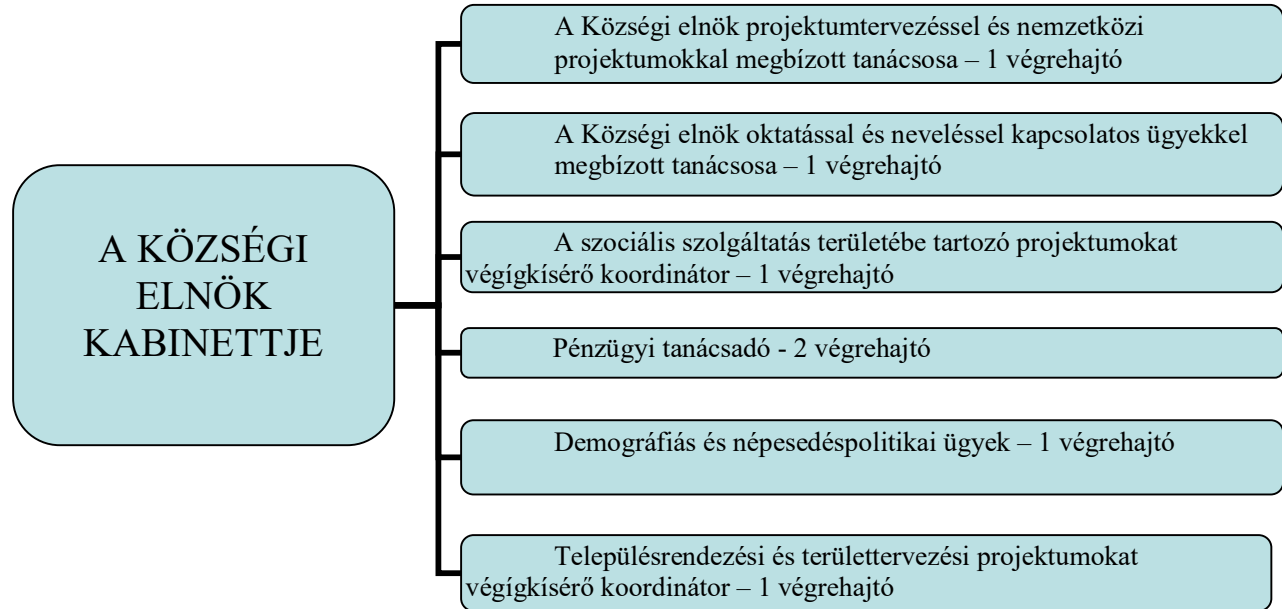 A KÖZSÉGI
ELNÖK
KABINETTJE
A Községi elnök projektumtervezéssel és nemzetközi
projektumokkal megbízott tanácsosa – 1 végrehajtó
A Községi elnök oktatással és neveléssel kapcsolatos ügyekkel
megbízott tanácsosa – 1 végrehajtó
A szociális szolgáltatás területébe tartozó projektumokat
végígkísérő koordinátor – 1 végrehajtó
Pénzügyi tanácsadó - 2 végrehajtó
Demográfiás és népesedéspolitikai ügyek – 1 végrehajtó
Településrendezési és területtervezési projektumokat
végígkísérő koordinátor – 1 végrehajtó